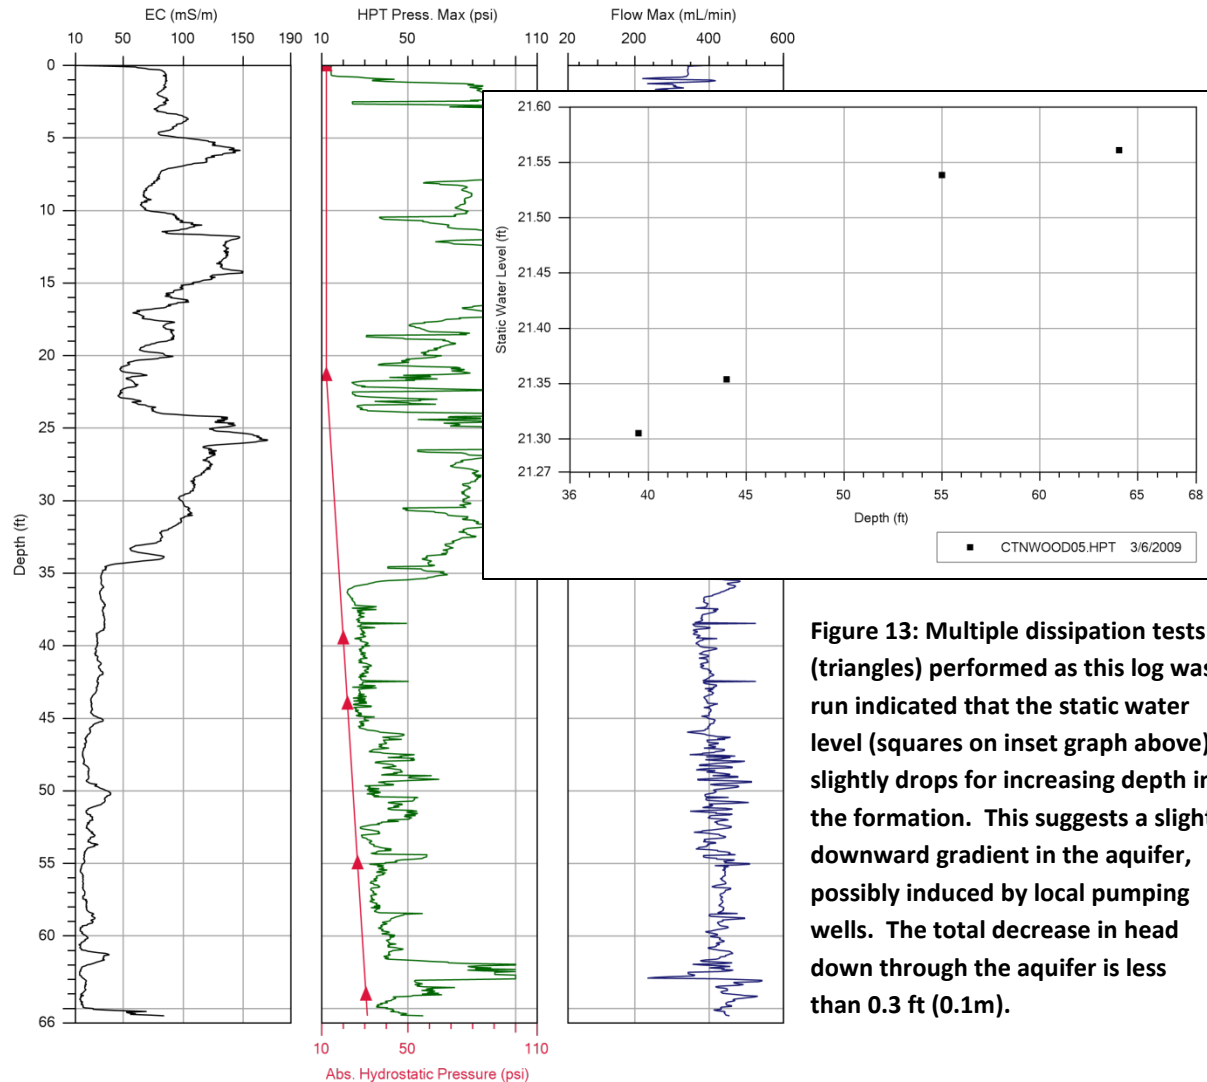 EC (mS/m)
HPT Press. Max (psi)
Flow Max (mL/min)
10 50 100 150 190
10 50 110
20 200 400 600
0
5
10
15
20
25
30
35
40
45
50
55
60
66
Depth (ft)
21.60
21.55
21.50
21.45
21.40
21.35
21.30
21.27
Static Water Level (ft)
36 40 45 50 55 60 65 68
Depth (ft)
CTNWOOD05.HPT 3/6/2009
Figure 13: Multiple dissipation tests
(triangles) performed as this log was
run indicated that the static water
level (squares on inset graph above)
slightly drops for increasing depth in
the formation. This suggests a slight
downward gradient in the aquifer,
possibly induced by local pumping
wells. The total decrease in head
down through the aquifer is less
than 0.3 ft (0.1m).
10 50 110
Abs. Hydrostatic Pressure (psi)